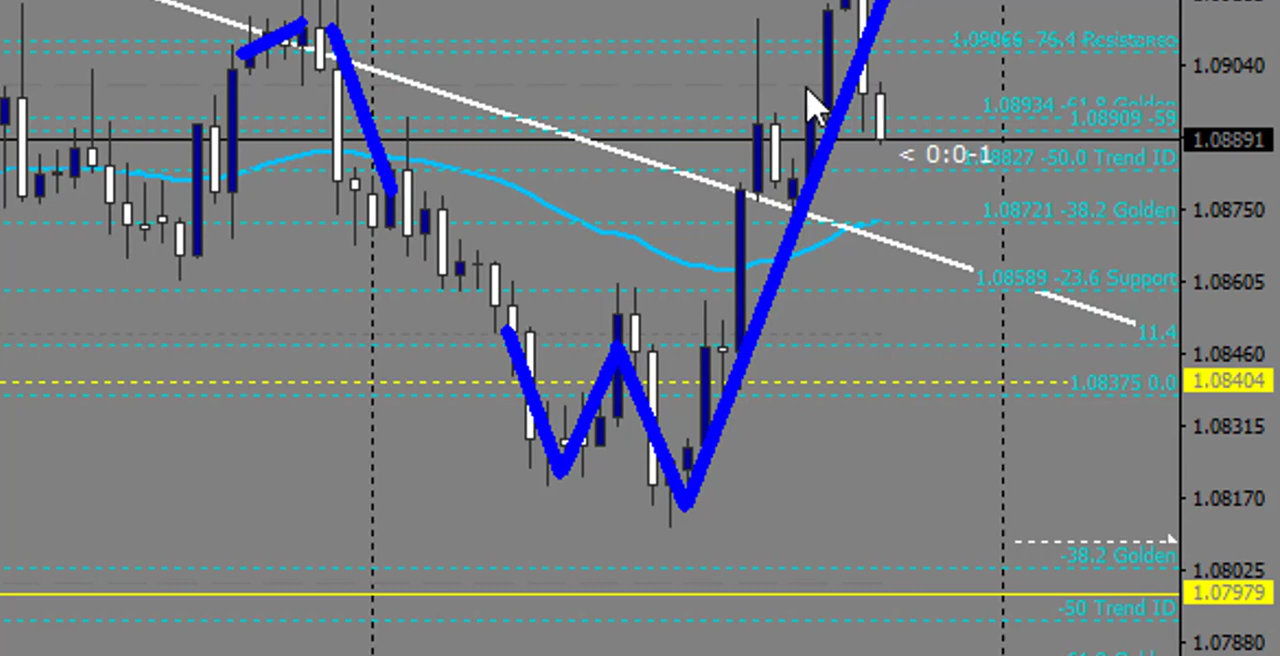 1.09066 -76.4 Resistance
1.09040
1.08934 -61.8 Golden
1.08909 -59
1.08891
< 0:0-1
-50.0 Trend ID
1.08721 -38.2 Golden
1.08750
1.08589 -23.6 Support
1.08605
11.4
1.08460
1.08375 0.0
1.08404
1.08315
1.08170
-38.2 Golden
1.08025
1.07979
-50 Trend ID
1.07880